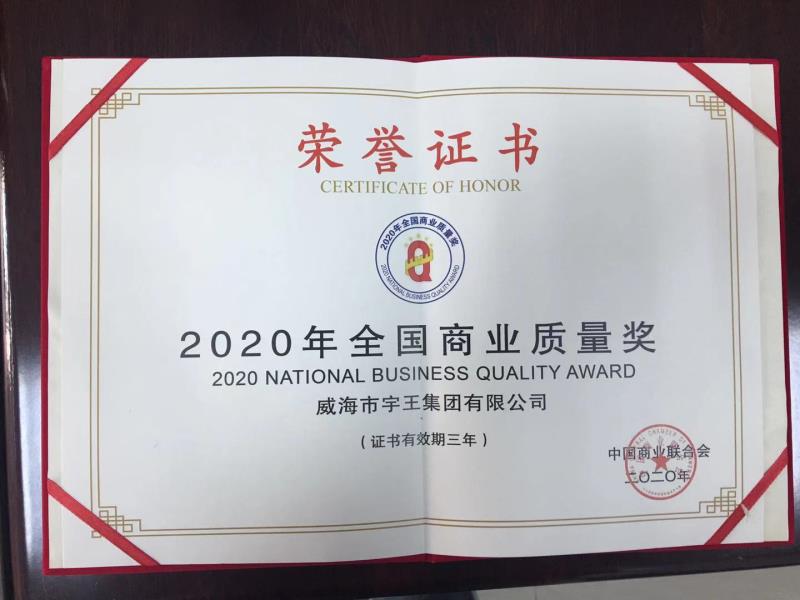 荣誉证书
CERTIFICATE OF HONOR
2020年全国商业质量奖
2020 NATIONAL BUSINESS QUALITY AWARD
2020年全国商业质量奖
2020 NATIONAL BUSINESS QUALITY AWARD
威海市宇王集团有限公司
（证书有效期三年）
中国商业联合会
二〇二〇年